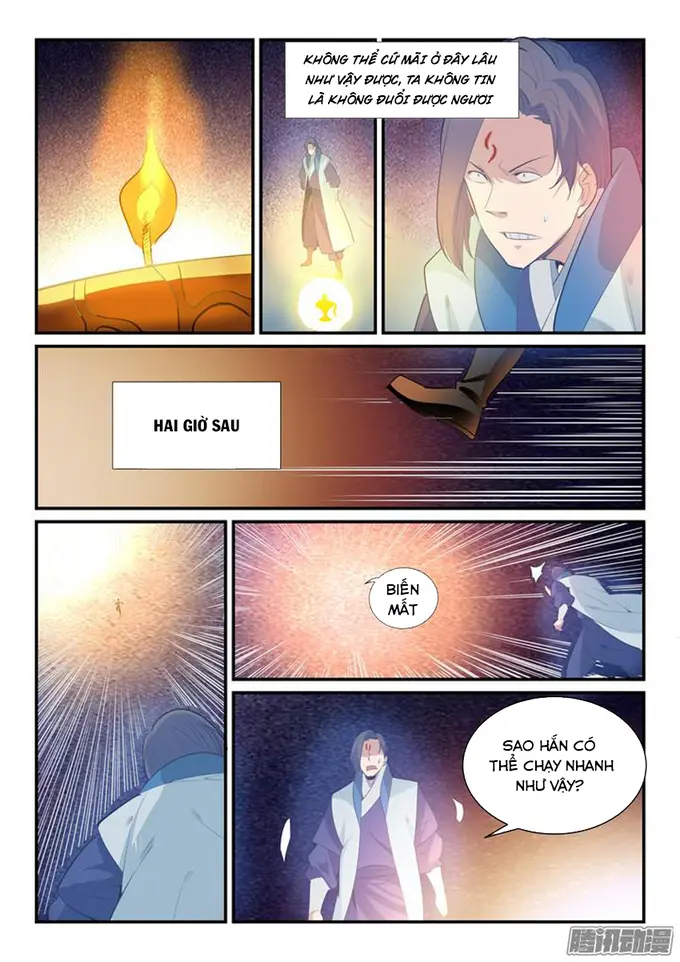 KHÔNG THỂ CỨ MÃI Ở ĐÂY LÂU
NHƯ VẬY ĐƯỢC, TA KHÔNG TIN
LÀ KHÔNG ĐUỔI ĐƯỢC NGƯƠI
HAI GIỜ SAU
BIẾN
MẤT
SAO HẮN CÓ
THỂ CHẠY NHANH
NHƯ VẬY?
腾讯动漫